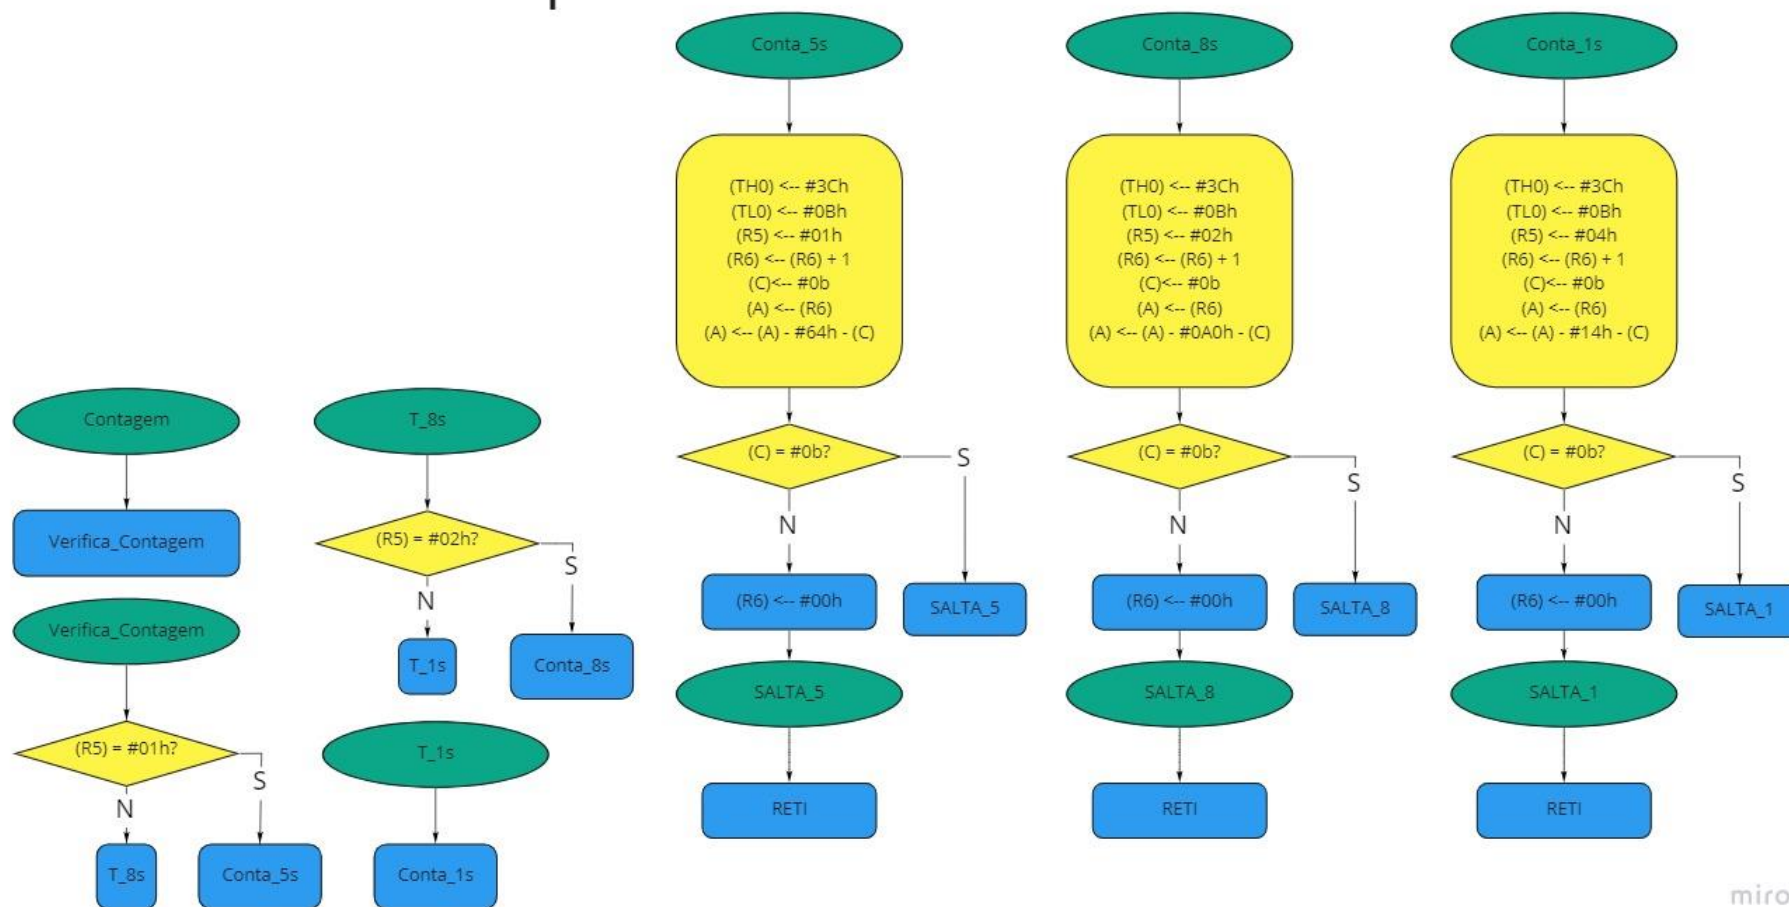 Conta_5s
(TH0) <-- #3Ch
(TL0) <-- #0Bh
(R5) <-- #01h
(R6) <-- (R6) + 1
(C)<-- #0b
(A) <-- (R6)
(A) <-- (A) - #64h - (C)
(C) = #0b?
S
N
(R6) <-- #00h
SALTA_5
SALTA_5
RETI
Conta_8s
(TH0) <-- #3Ch
(TL0) <-- #0Bh
(R5) <-- #02h
(R6) <-- (R6) + 1
(C)<-- #0b
(A) <-- (R6)
(A) <-- (A) - #0A0h - (C)
(C) = #0b?
S
N
(R6) <-- #00h
SALTA_8
SALTA_8
RETI
Conta_1s
(TH0) <-- #3Ch
(TL0) <-- #0Bh
(R5) <-- #04h
(R6) <-- (R6) + 1
(C)<-- #0b
(A) <-- (R6)
(A) <-- (A) - #14h - (C)
(C) = #0b?
S
N
(R6) <-- #00h
SALTA_1
SALTA_1
RETI
Contagem
Verifica_Contagem
Verifica_Contagem
(R5) = #01h?
S
N
T_8s
Conta_5s
T_8s
(R5) = #02h?
S
N
T_1s
Conta_8s
T_1s
Conta_1s
miro